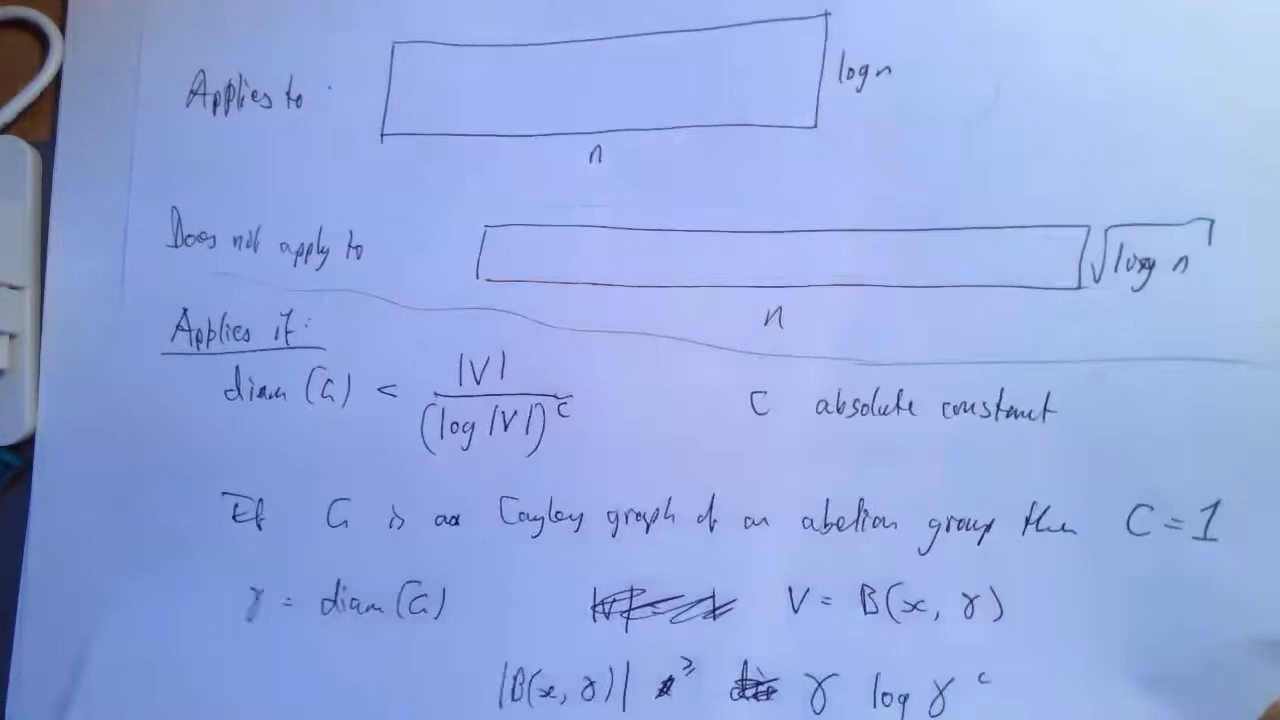 Applies to
log n
n
Does not apply to
√log n
n
Applies if:
diam (G) < |V| / (log |V|)^c C absolute constant
If G is a Cayley graph of an abelian group then C = 1
γ = diam (G) V = B(x, γ)
|B(x, γ)| ≥ γ log γ^c